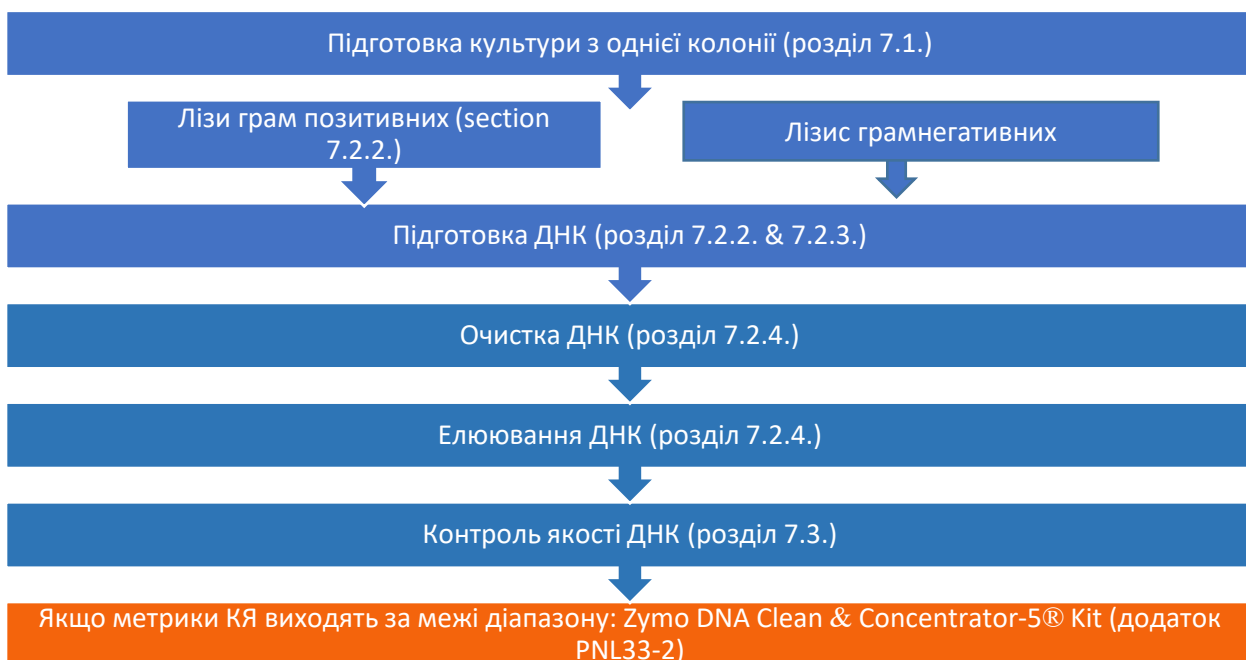 Підготовка культури з однієї колонії (розділ 7.1.)
Лізи грам позитивних (section
7.2.2.)
Лізис грамнегативних
Підготовка ДНК (розділ 7.2.2. & 7.2.3.)
Очистка ДНК (розділ 7.2.4.)
Елюювання ДНК (розділ 7.2.4.)
Контроль якості ДНК (розділ 7.3.)
Якщо метрики КЯ виходять за межі діапазону: Zymo DNA Clean & Concentrator-5® Kit (додаток
PNL33-2)